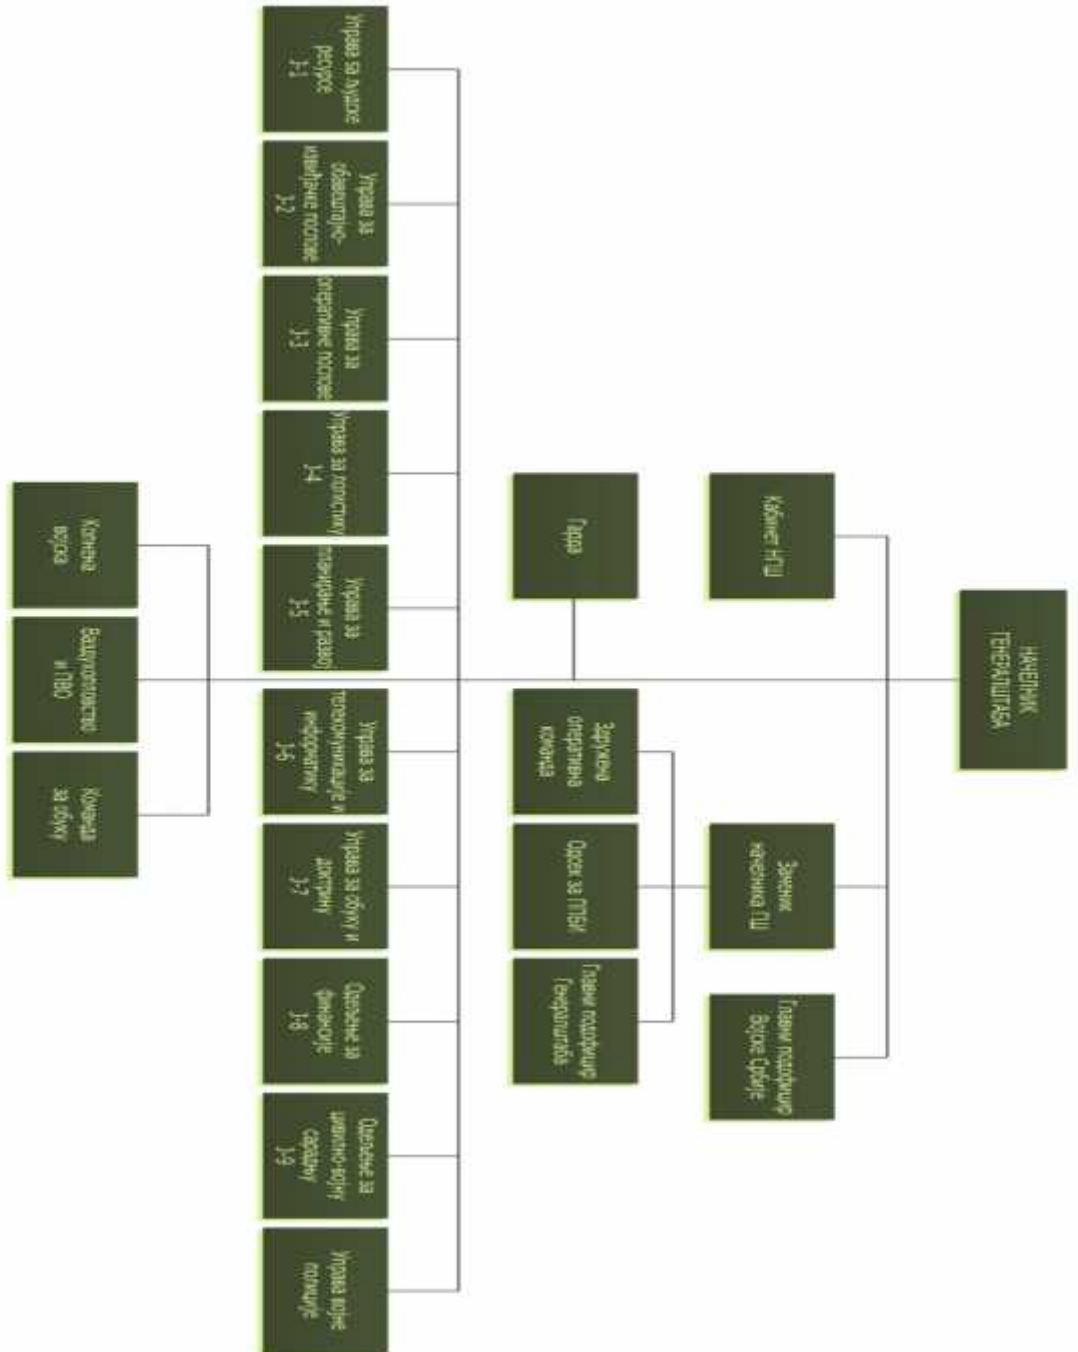 НАЧЕЛНИК
ГЕНЕРАЛШТАБА
Кабинет НГШ
Заменик
начелника ГШ
Главни подофицир
Војске Србије
Гарда
Здружена
оперативна
команда
Одсек за ППБИ
Главни подофицир
Генералштаба
Управа за људске
ресурсе
Ј-1
Управа за
обавештајно-
извиђачке послове
Ј-2
Управа за
оперативне послове
Ј-3
Управа за логистику
Ј-4
Управа за
планирање и развој
Ј-5
Управа за
телекомуникације и
информатику
Ј-6
Управа за обуку и
доктрину
Ј-7
Одељење за
финансије
Ј-8
Одељење за
цивилно-војну
сарадњу
Ј-9
Управа војне
полиције
Копнена
војска
Ваздухопловство
и ПВО
Команда
за обуку